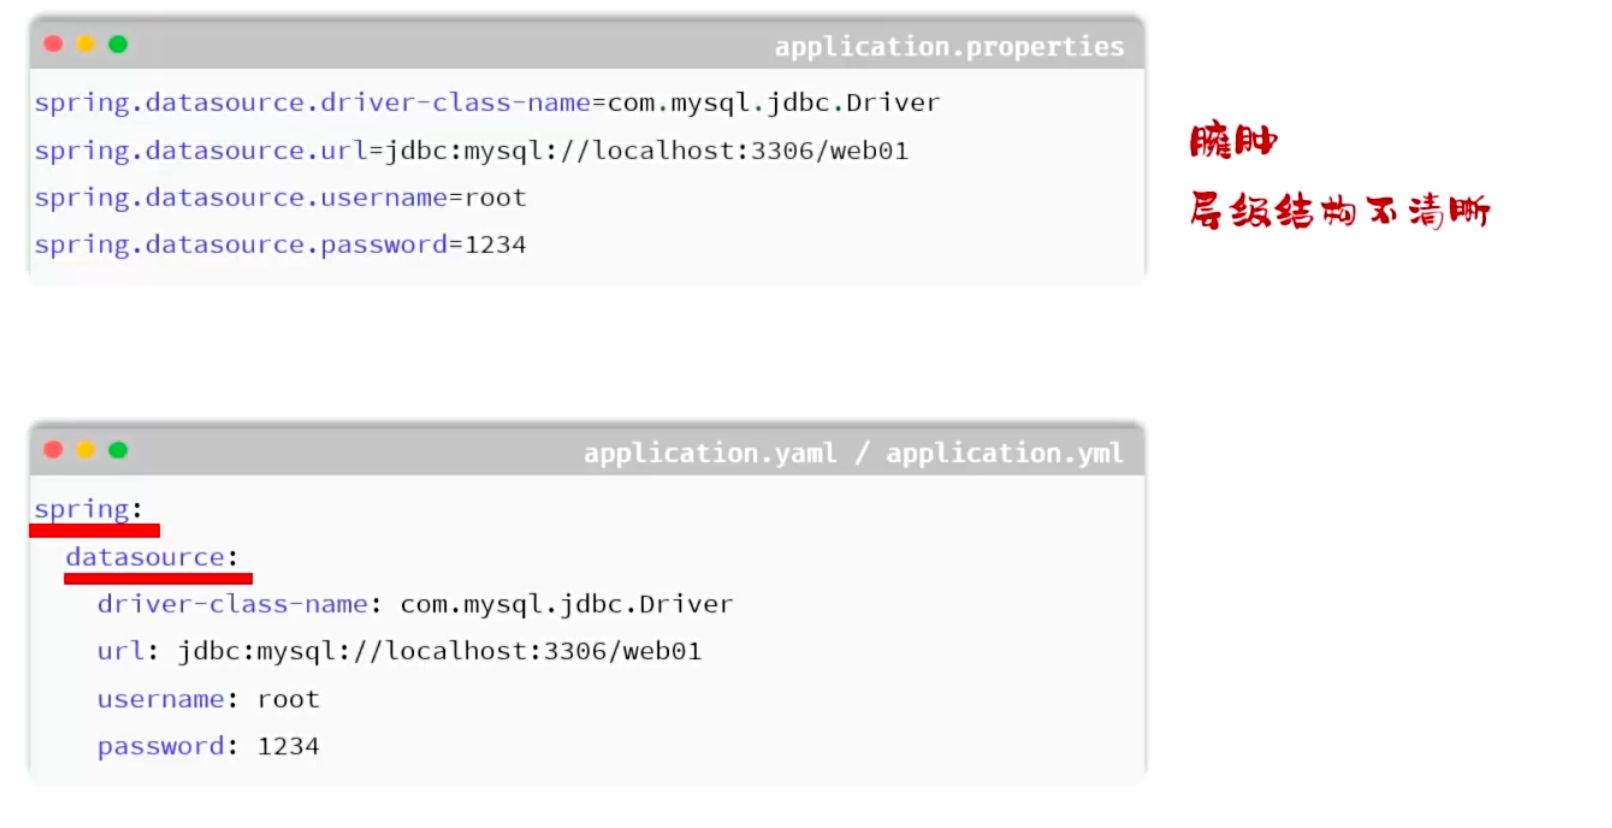 application.properties
spring.datasource.driver-class-name=com.mysql.jdbc.Driver
spring.datasource.url=jdbc:mysql://localhost:3306/web01
spring.datasource.username=root
spring.datasource.password=1234
臃肿
层级结构不清晰
application.yaml / application.yml
spring:
  datasource:
    driver-class-name: com.mysql.jdbc.Driver
    url: jdbc:mysql://localhost:3306/web01
    username: root
    password: 1234